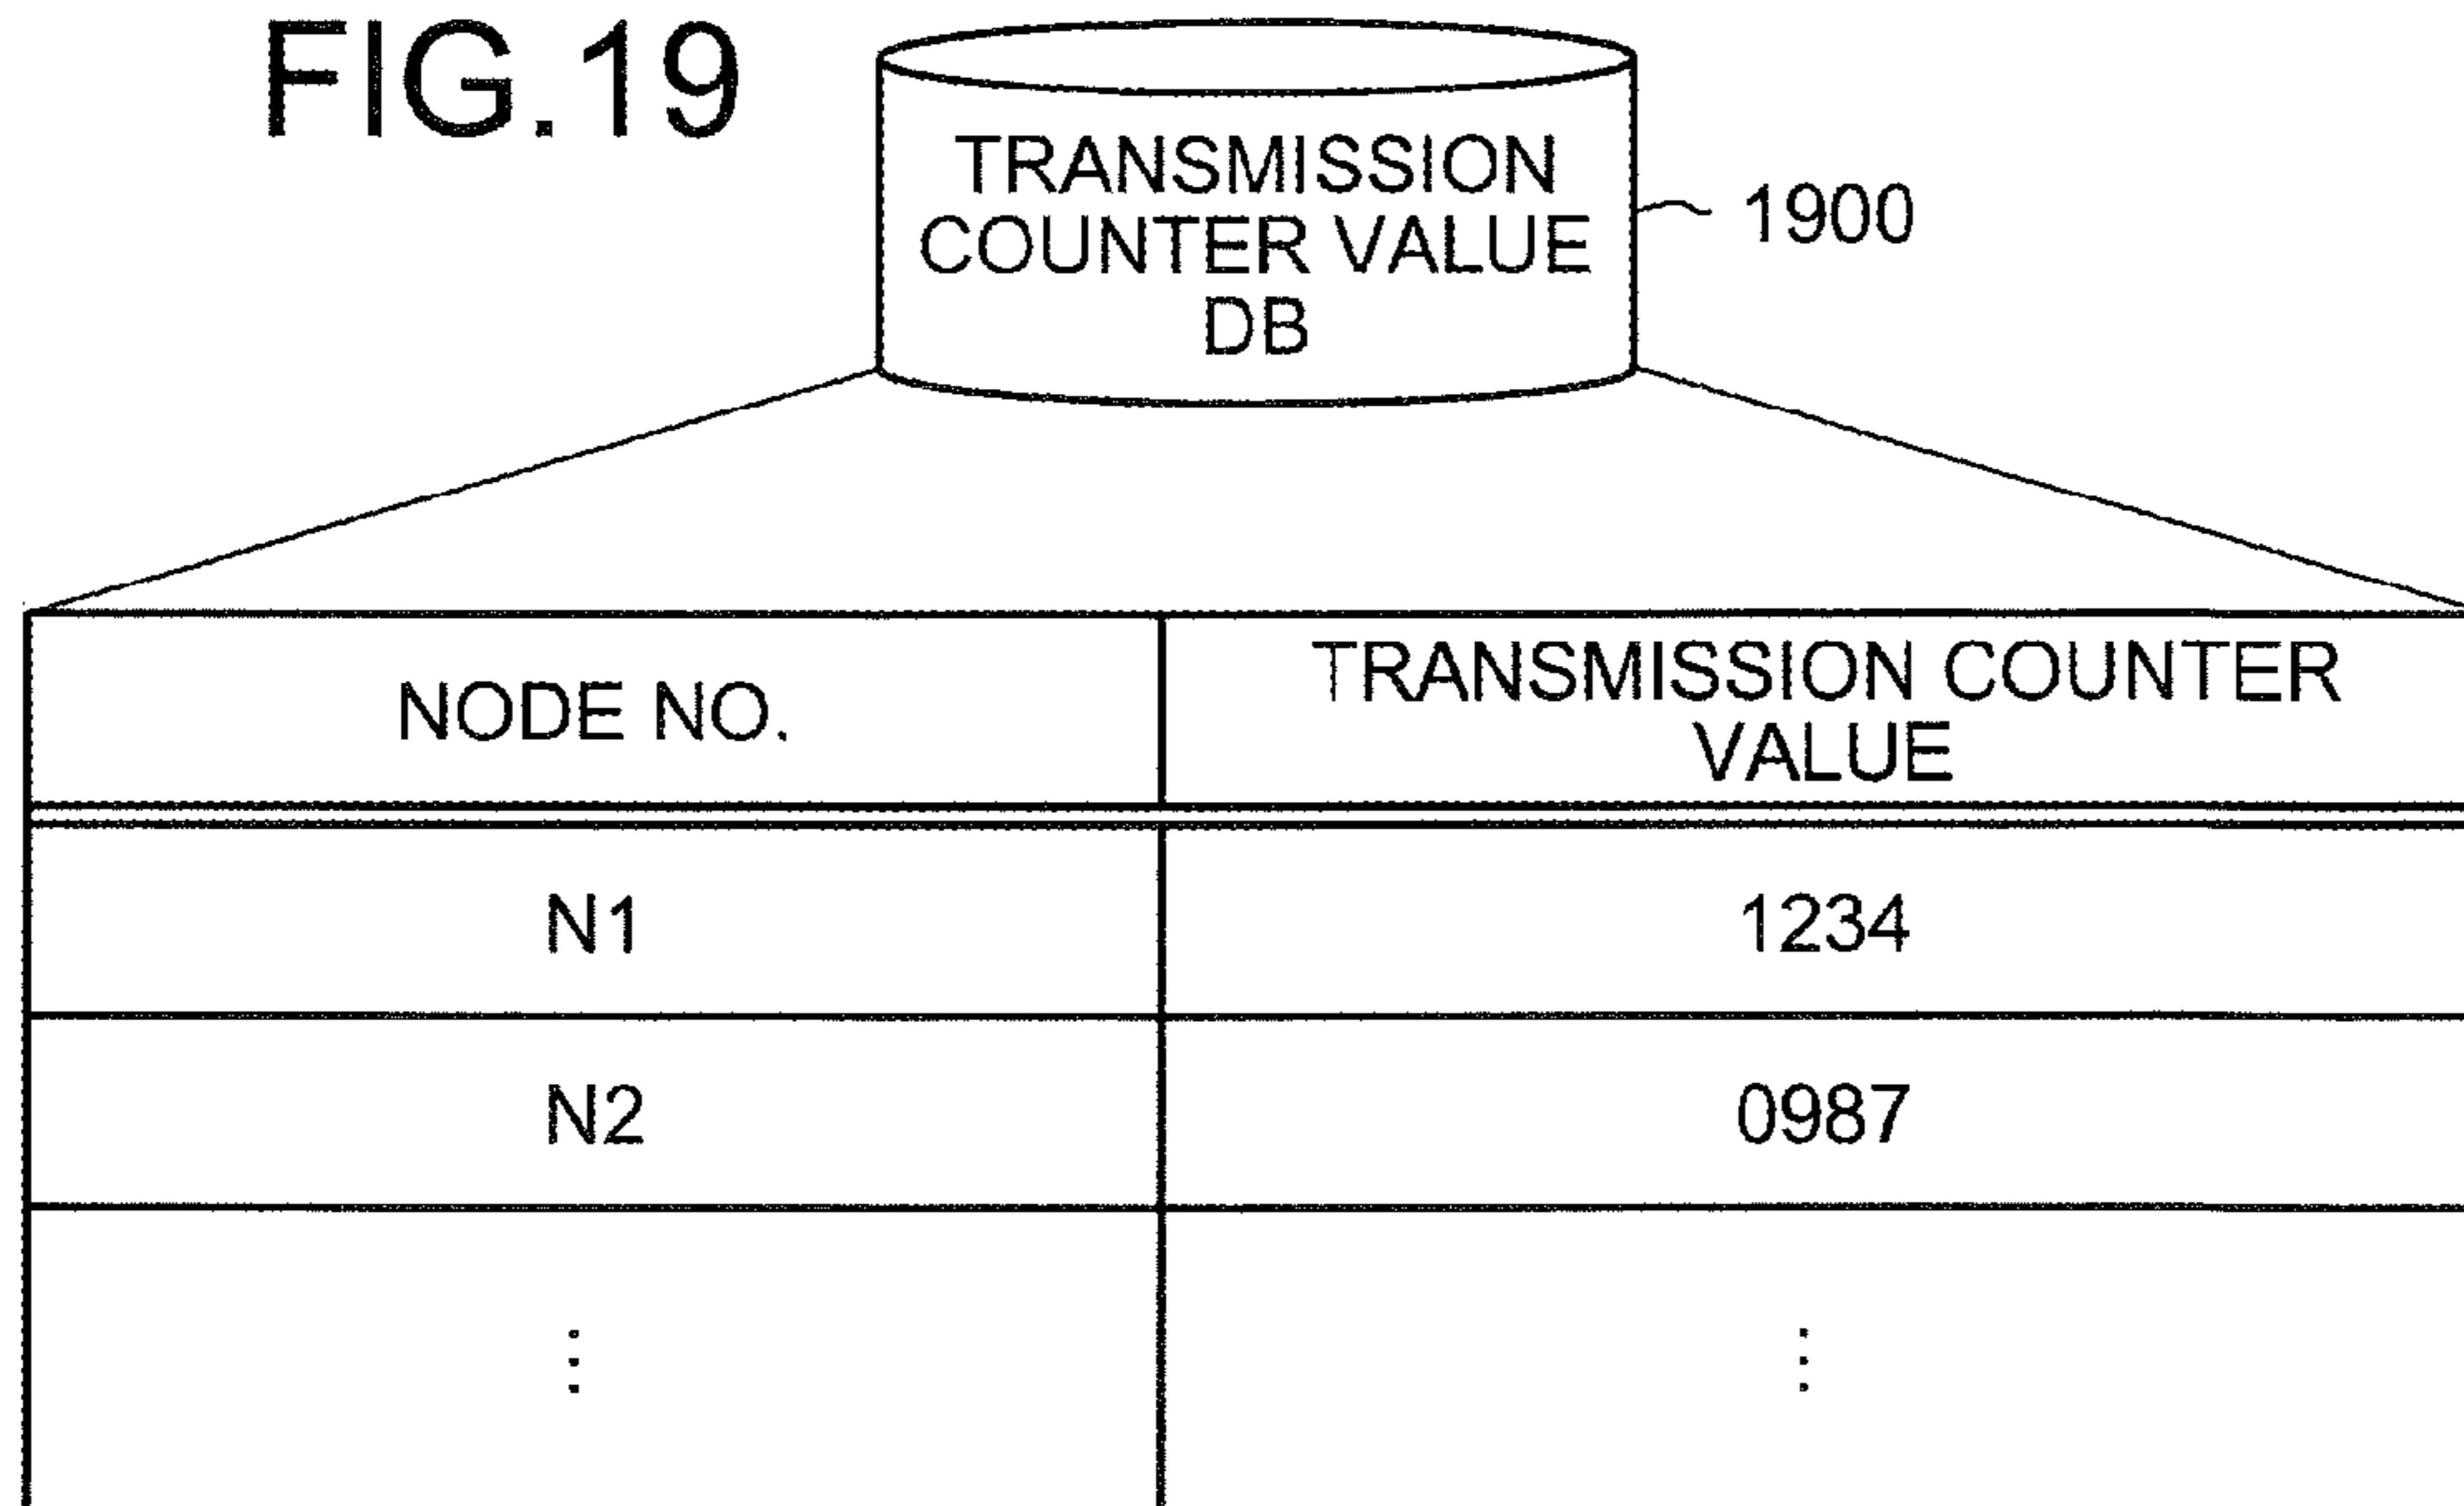 FIG.19
TRANSMISSION
COUNTER VALUE
DB
1900
NODE NO.
TRANSMISSION COUNTER
VALUE
N1
1234
N2
0987
⋮
⋮